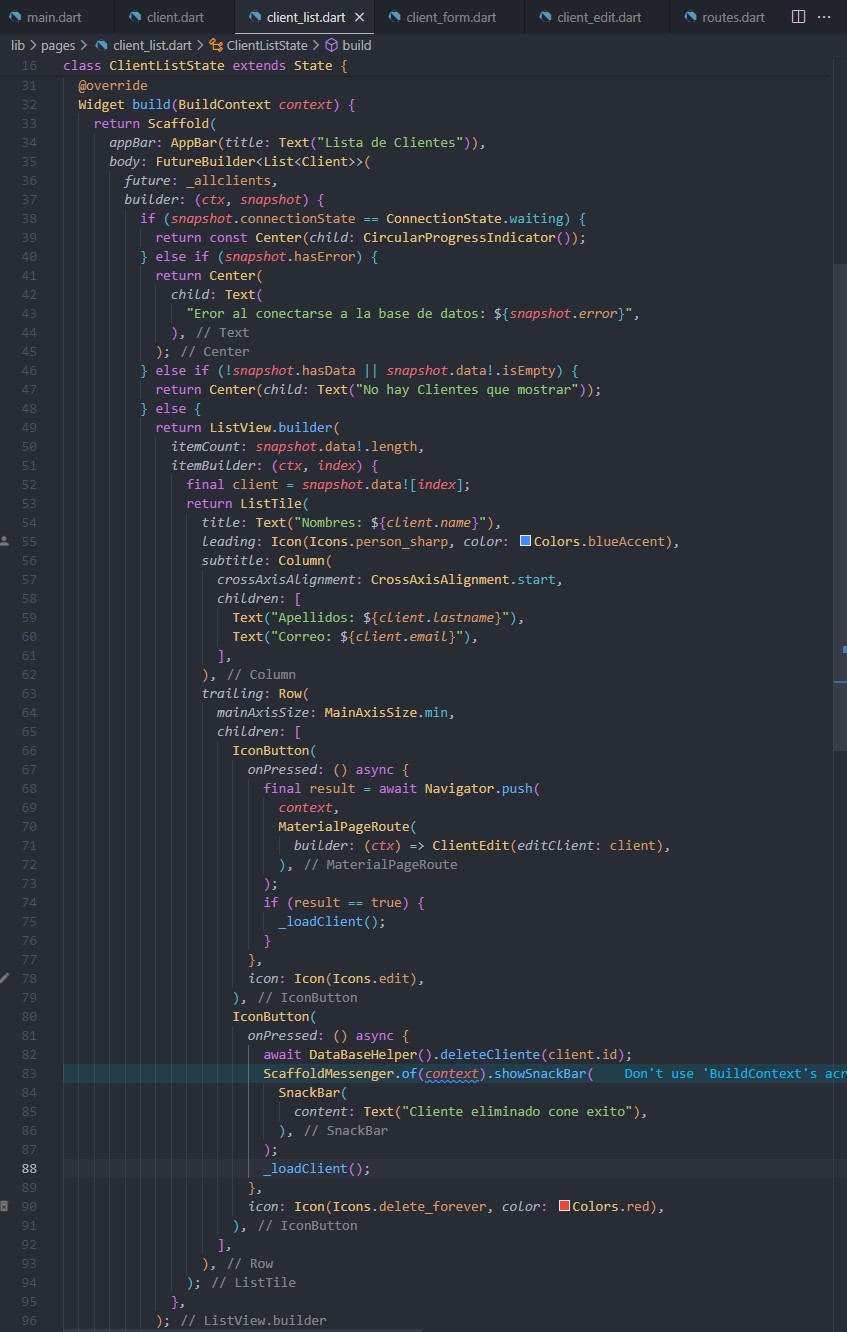 main.dart client.dart client_list.dart × client_form.dart client_edit.dart routes.dart ···
lib > pages > client_list.dart > ClientListState > build
16 class ClientListState extends State {
31 @override
32 Widget build(BuildContext context) {
33 return Scaffold(
34 appBar: AppBar(title: Text("Lista de Clientes")),
35 body: FutureBuilder<List<Client>>(
36 future: _allclients,
37 builder: (ctx, snapshot) {
38 if (snapshot.connectionState == ConnectionState.waiting) {
39 return const Center(child: CircularProgressIndicator());
40 } else if (snapshot.hasError) {
41 return Center(
42 child: Text(
43 "Eror al conectarse a la base de datos: ${snapshot.error}",
44 ), // Text
45 ); // Center
46 } else if (!snapshot.hasData || snapshot.data!.isEmpty) {
47 return Center(child: Text("No hay Clientes que mostrar"));
48 } else {
49 return ListView.builder(
50 itemCount: snapshot.data!.length,
51 itemBuilder: (ctx, index) {
52 final client = snapshot.data![index];
53 return ListTile(
54 title: Text("Nombres: ${client.name}"),
55 leading: Icon(Icons.person_sharp, color: Colors.blueAccent),
56 subtitle: Column(
57 crossAxisAlignment: CrossAxisAlignment.start,
58 children: [
59 Text("Apellidos: ${client.lastname}"),
60 Text("Correo: ${client.email}"),
61 ],
62 ), // Column
63 trailing: Row(
64 mainAxisSize: MainAxisSize.min,
65 children: [
66 IconButton(
67 onPressed: () async {
68 final result = await Navigator.push(
69 context,
70 MaterialPageRoute(
71 builder: (ctx) => ClientEdit(editClient: client),
72 ), // MaterialPageRoute
73 );
74 if (result == true) {
75 _loadClient();
76 }
77 },
78 icon: Icon(Icons.edit),
79 ), // IconButton
80 IconButton(
81 onPressed: () async {
82 await DataBaseHelper().deleteCliente(client.id);
83 ScaffoldMessenger.of(context).showSnackBar( Don't use 'BuildContext's acr
84 SnackBar(
85 content: Text("Cliente eliminado cone exito"),
86 ), // SnackBar
87 );
88 _loadClient();
89 },
90 icon: Icon(Icons.delete_forever, color: Colors.red),
91 ), // IconButton
92 ],
93 ), // Row
94 ); // ListTile
95 },
96 ); // ListView.builder